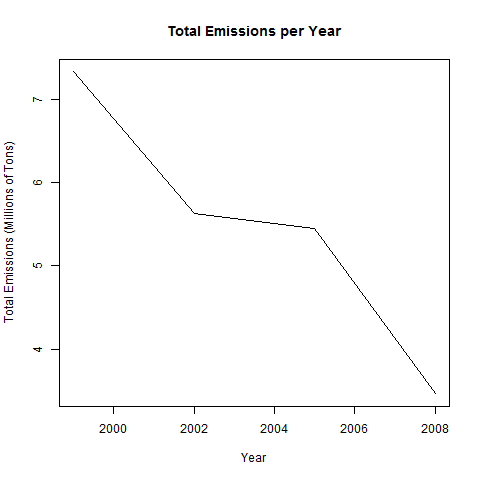 Total Emissions per Year
Total Emissions (Millions of Tons)
7
6
5
4
2000 2002 2004 2006 2008
Year